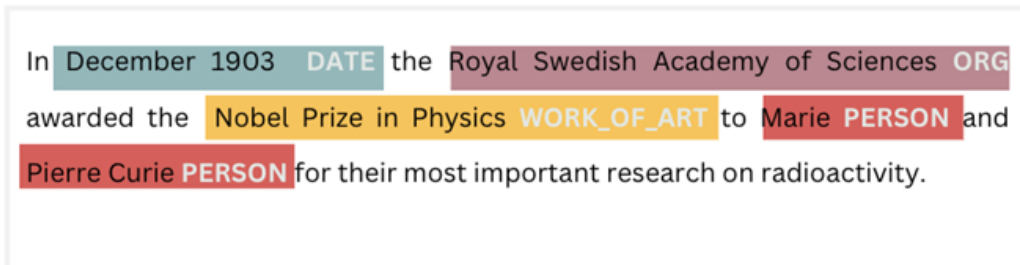 In December 1903 DATE the Royal Swedish Academy of Sciences ORG
awarded the Nobel Prize in Physics WORK_OF_ART to Marie PERSON and
Pierre Curie PERSON for their most important research on radioactivity.